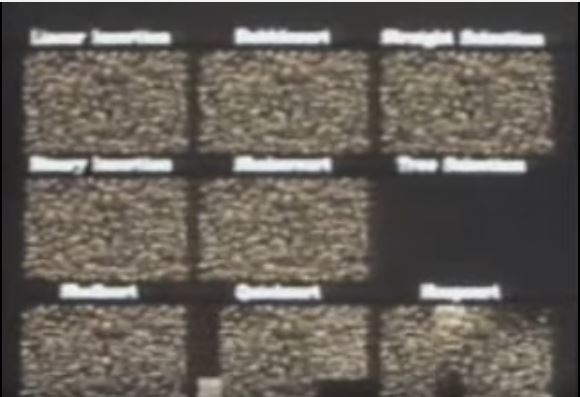 Linear Insertion Bubblesort Straight Selection
Binary Insertion Shakersort Tree Selection
Shellsort Quicksort Heapsort